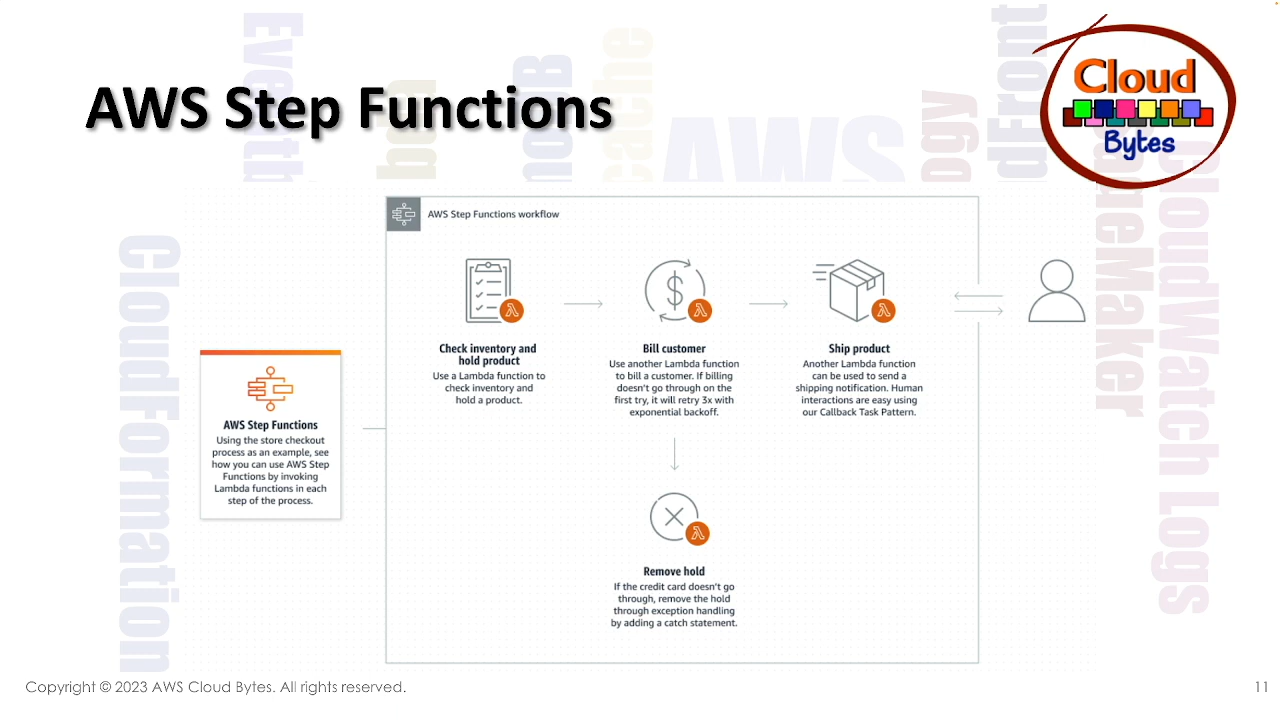 AWS Step Functions
Cloud
Bytes
AWS
CloudFormation
CloudWatch Logs
AWS Step Functions workflow
Check inventory and
hold product
Use a Lambda function to
check inventory and
hold a product.
Bill customer
Use another Lambda function
to bill a customer. If billing
doesn't go through on the
first try, it will retry 3x with
exponential backoff.
Ship product
Another Lambda function
can be used to send a
shipping notification. Human
interactions are easy using
our Callback Task Pattern.
AWS Step Functions
Using the store checkout
process as an example, see
how you can use AWS Step
Functions by invoking
Lambda functions in each
step of the process.
Remove hold
If the credit card doesn't go
through, remove the hold
through exception handling
by adding a catch statement.
Copyright © 2023 AWS Cloud Bytes. All rights reserved.
11